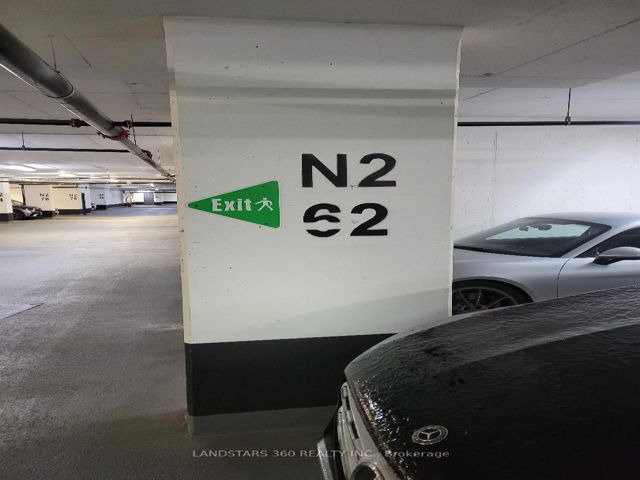 N2
Exit
62
LANDSTARS 360 REALTY INC., Brokerage